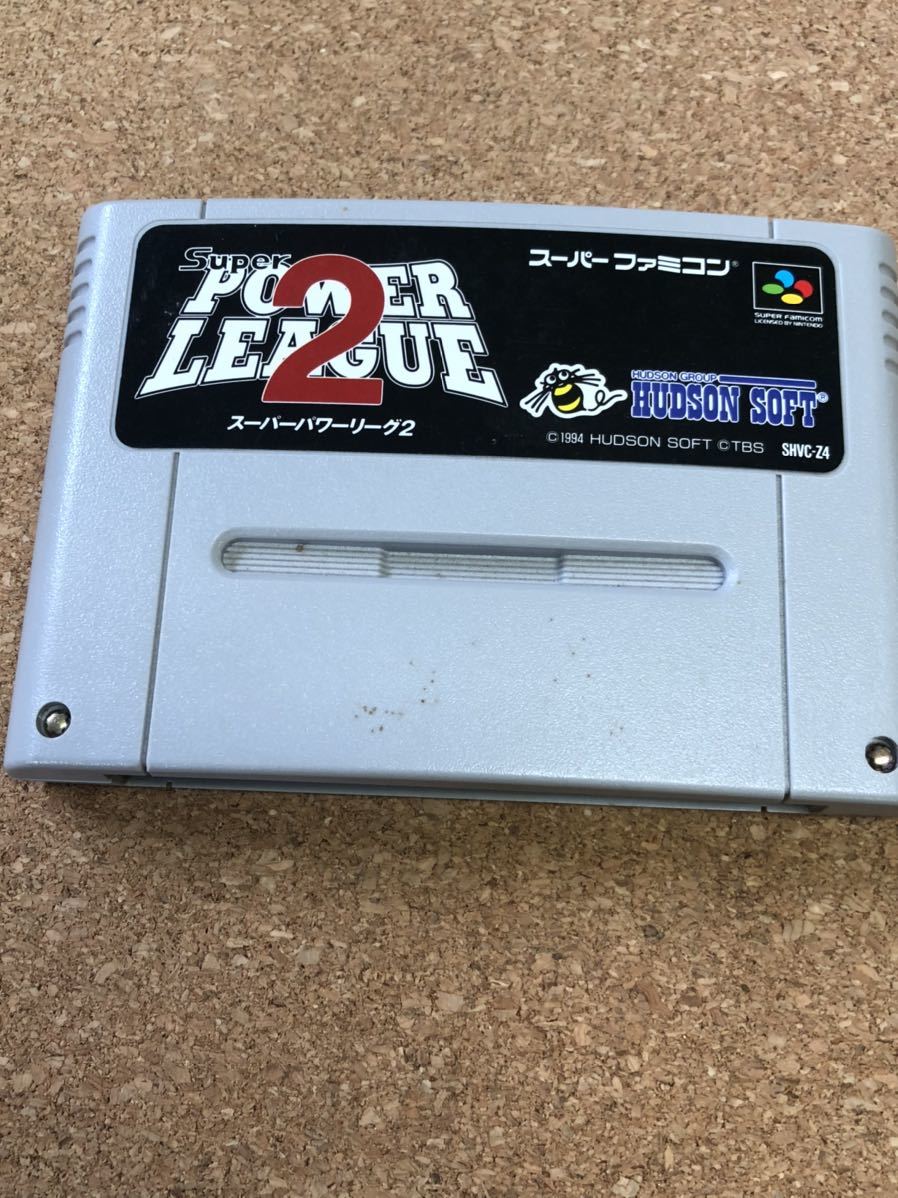 Super
POWER
LEAGUE
2
スーパーパワーリーグ2
スーパーファミコン®
SUPER FAMICOM
LICENSED BY NINTENDO
HUDSON GROUP
HUDSON SOFT®
©1994 HUDSON SOFT ©TBS SHVC-Z4